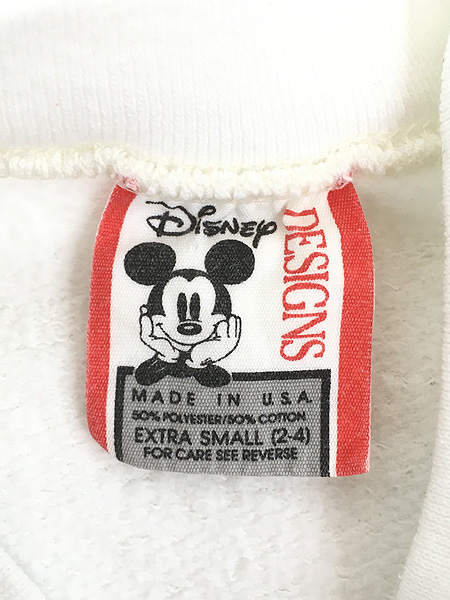 Disney
DESIGNS
MADE IN U.S.A.
50% POLYESTER/50% COTTON
EXTRA SMALL (2-4)
FOR CARE SEE REVERSE